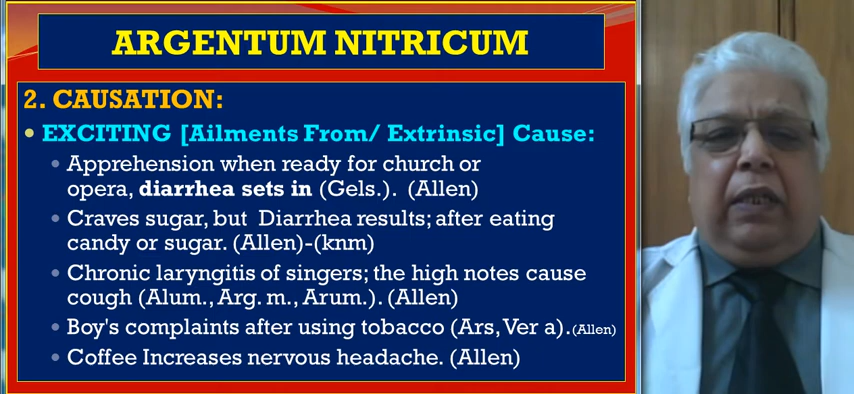 ARGENTUM NITRICUM
2. CAUSATION:
• EXCITING [Ailments From/ Extrinsic] Cause:
• Apprehension when ready for church or
opera, diarrhea sets in (Gels.). (Allen)
• Craves sugar, but Diarrhea results; after eating
candy or sugar. (Allen)-(knm)
• Chronic laryngitis of singers; the high notes cause
cough (Alum., Arg. m., Arum.). (Allen)
• Boy's complaints after using tobacco (Ars, Ver a).(Allen)
• Coffee Increases nervous headache. (Allen)